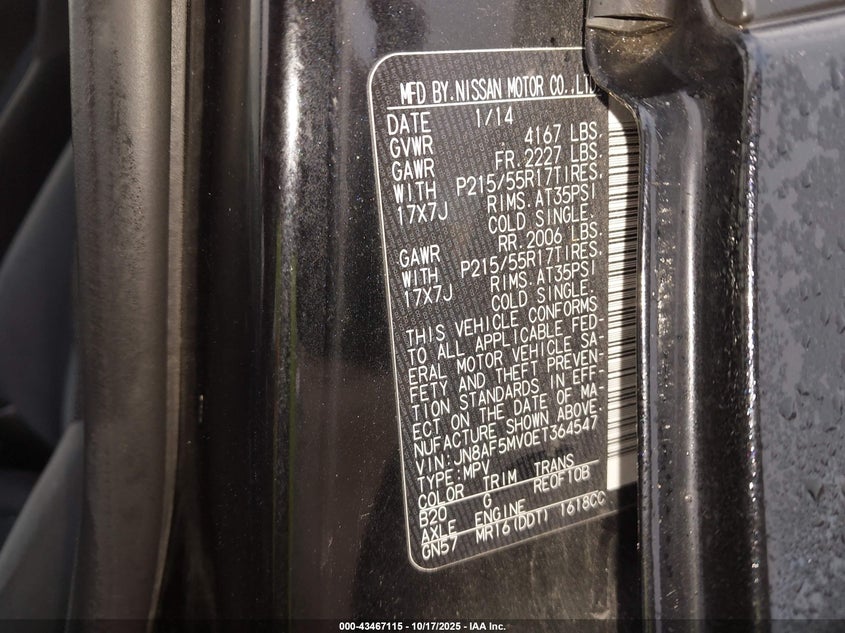 MFD BY.NISSAN MOTOR CO.,LTD
DATE 1/14
GVWR 4167 LBS.
GAWR FR.2227 LBS.
WITH P215/55R17TIRES.
17X7J RIMS.AT35PSI
COLD SINGLE.
GAWR RR.2006 LBS.
WITH P215/55R17TIRES.
17X7J RIMS.AT35PSI
COLD SINGLE.
THIS VEHICLE CONFORMS
TO ALL APPLICABLE FED-
ERAL MOTOR VEHICLE SA-
FETY AND THEFT PREVEN-
TION STANDARDS IN EFF-
ECT ON THE DATE OF MA-
NUFACTURE SHOWN ABOVE.
VIN:JN8AF5MV0ET364547
TYPE:MPV
COLOR TRIM TRANS
B20 G RE0F10B
AXLE ENGINE
GN57 MR16(DDT) 1618CC
000-43467115 - 10/17/2025 - IAA Inc.